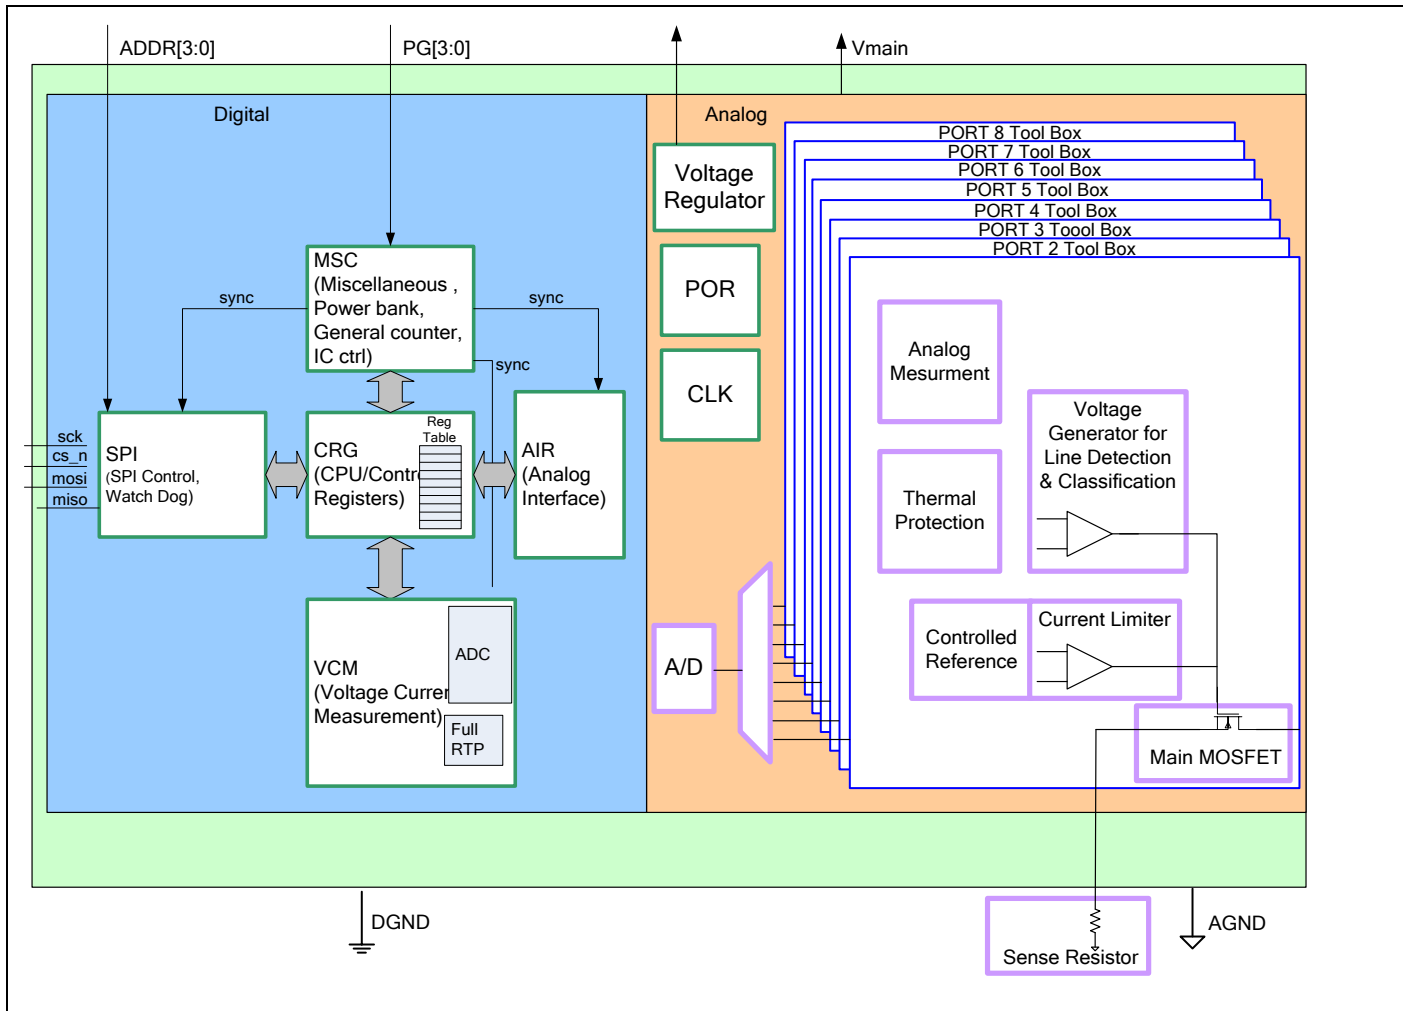 ADDR[3:0]
PG[3:0]
Vmain
Digital
Analog
PORT 8 Tool Box
PORT 7 Tool Box
PORT 6 Tool Box
PORT 5 Tool Box
PORT 4 Tool Box
PORT 3 Toool Box
PORT 2 Tool Box
Voltage
Regulator
POR
CLK
MSC
(Miscellaneous ,
Power bank,
General counter,
IC ctrl)
sync
sync
sync
sck
cs_n
mosi
miso
SPI
(SPI Control,
Watch Dog)
CRG
(CPU/Contro
Registers)
Reg
Table
AIR
(Analog
Interface)
VCM
(Voltage Curren
Measurement)
ADC
Full
RTP
A/D
Analog
Mesurment
Thermal
Protection
Voltage
Generator for
Line Detection
& Classification
Controlled
Reference
Current Limiter
Main MOSFET
DGND
Sense Resistor
AGND